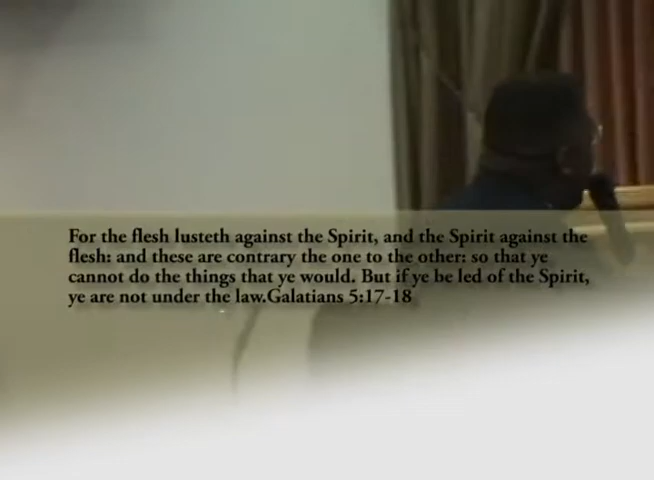 For the flesh lusteth against the Spirit, and the Spirit against the
flesh: and these are contrary the one to the other: so that ye
cannot do the things that ye would. But if ye be led of the Spirit,
ye are not under the law.Galatians 5:17-18